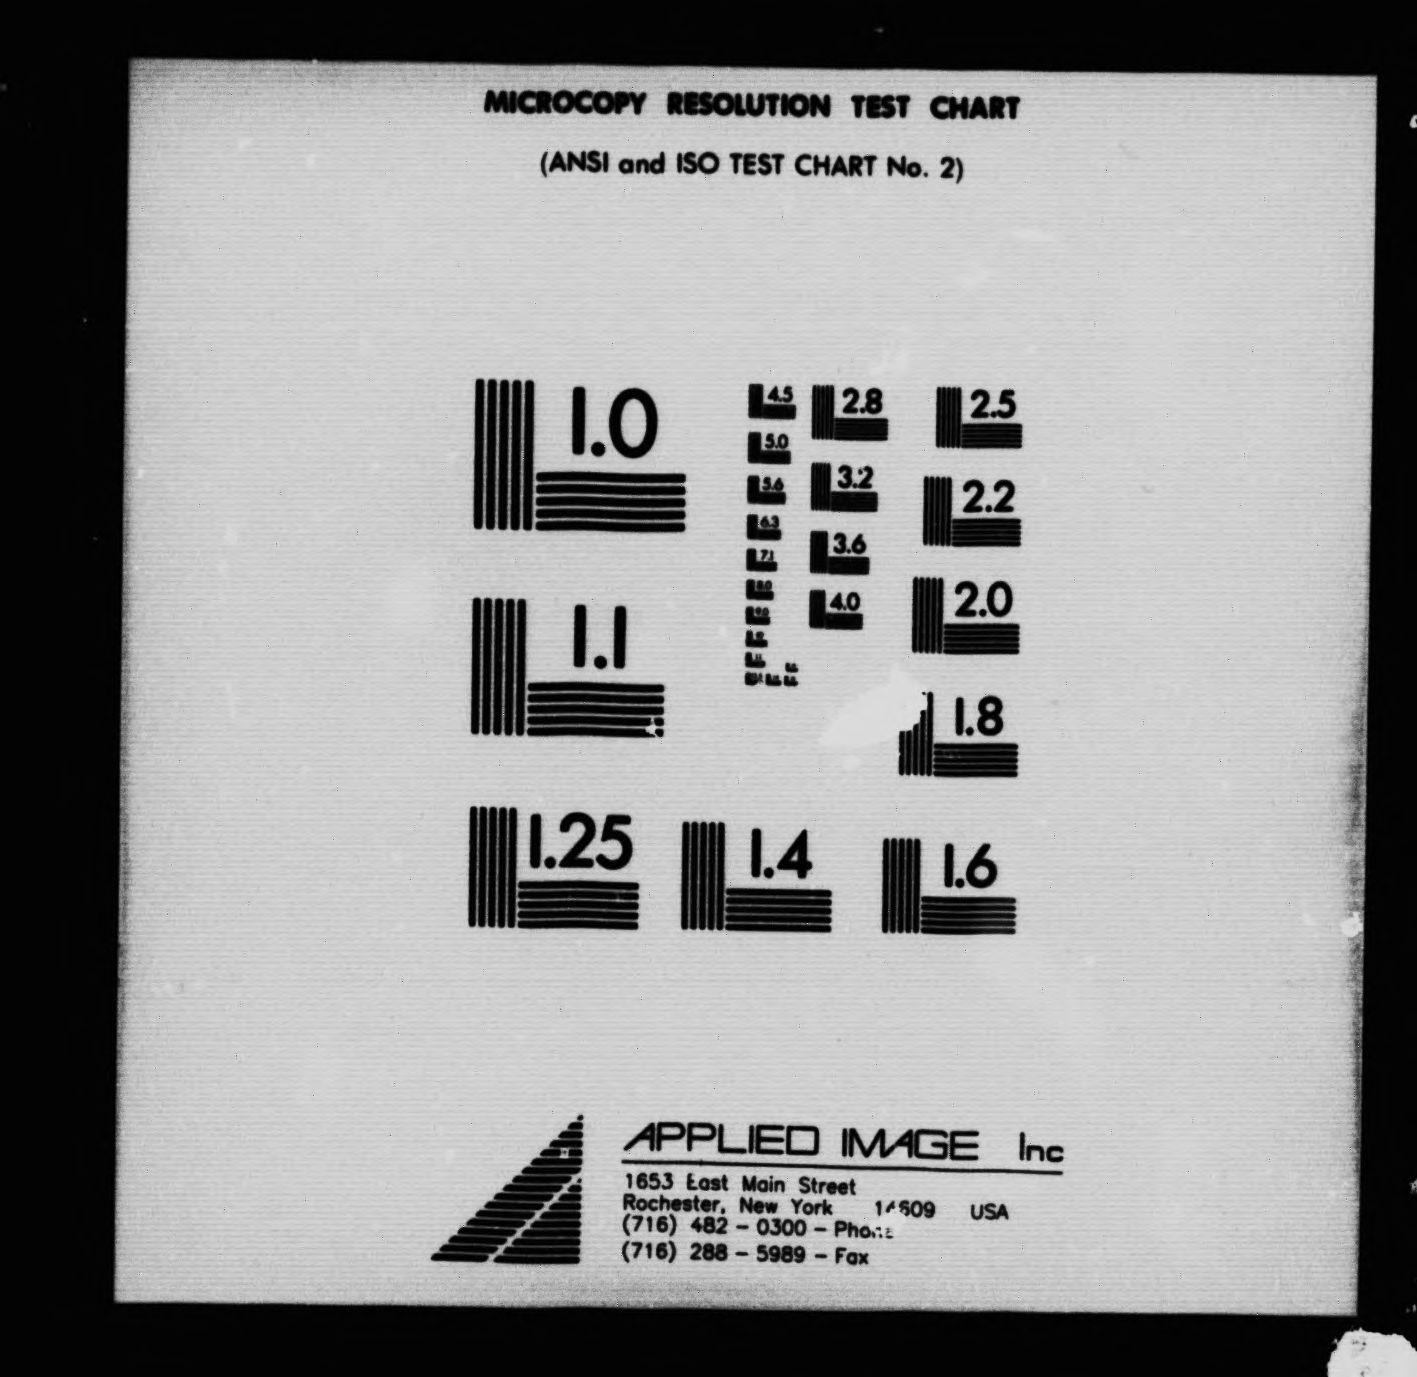 MICROCOPY RESOLUTION TEST CHART
(ANSI and ISO TEST CHART No. 2)
1.0
1.1
1.25
1.4
1.6
1.8
2.0
2.2
2.5
2.8
3.2
3.6
4.0
4.5
5.0
5.6
6.3
7.1
8.0
9.0
APPLIED IMAGE Inc
1653 East Main Street
Rochester, New York 14609 USA
(716) 482 - 0300 - Phone
(716) 288 - 5989 - Fax